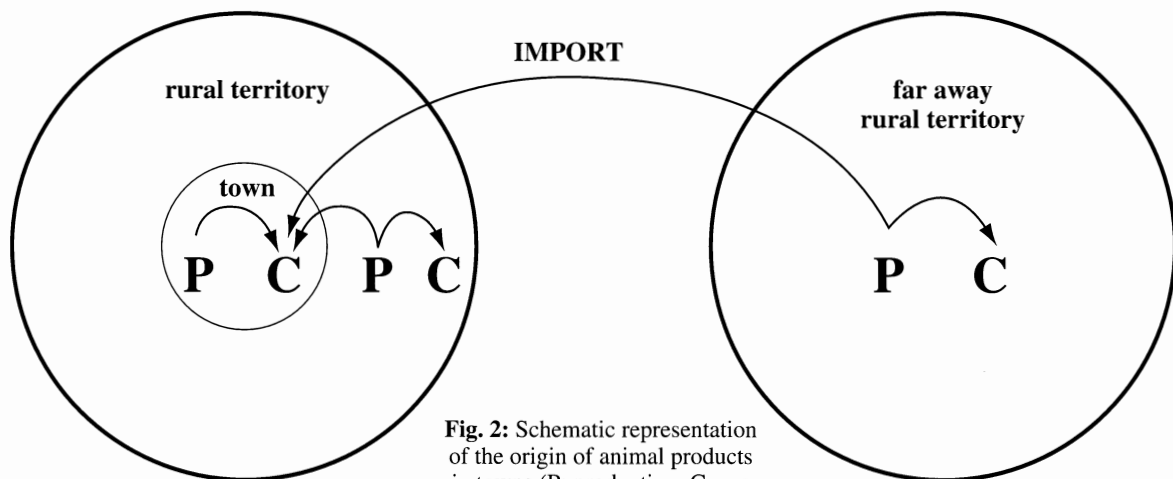 IMPORT
rural territory
far away
rural territory
town
P C P C
P C
Fig. 2: Schematic representation
of the origin of animal products